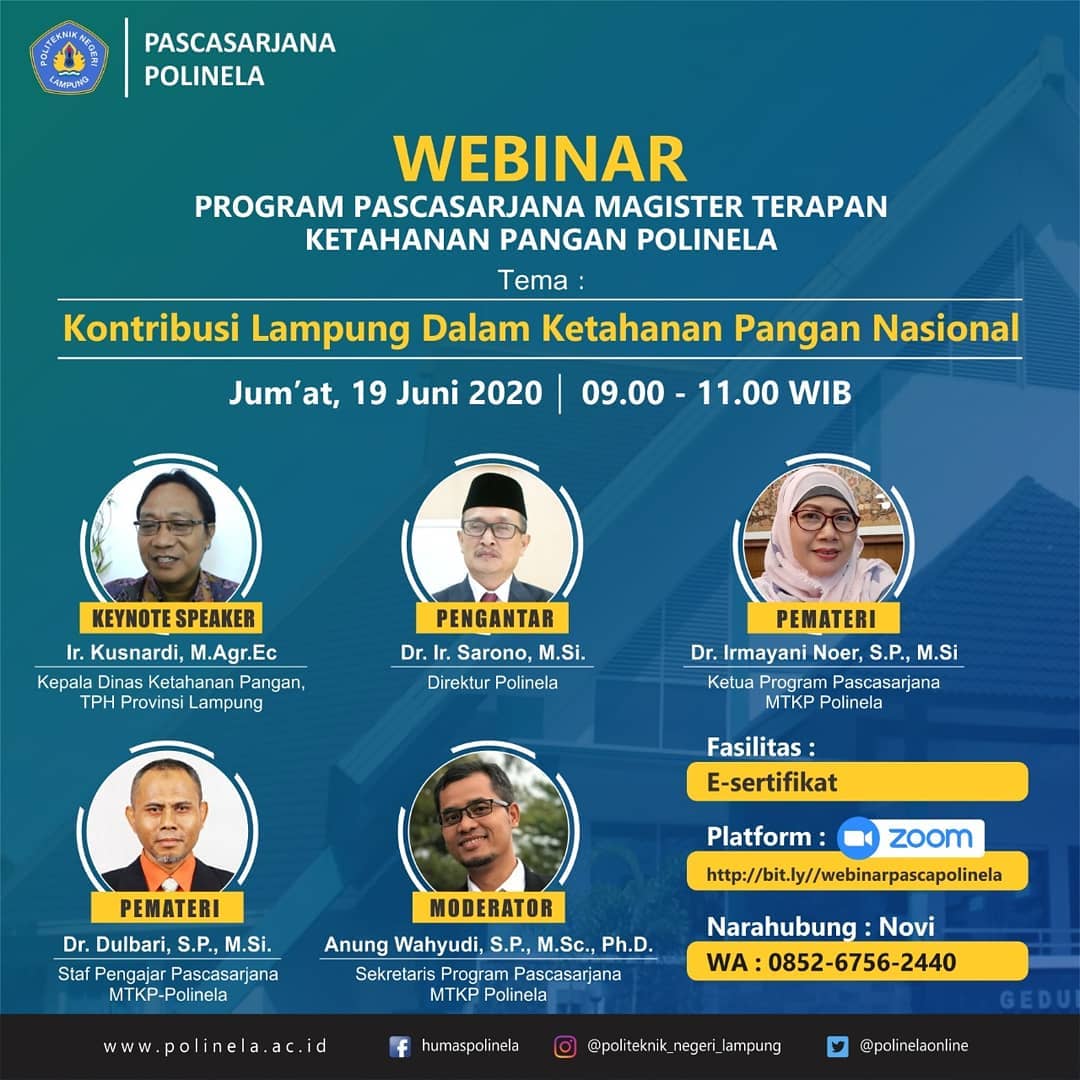 POLITEKNIK NEGERI
LAMPUNG
PASCASARJANA
POLINELA
WEBINAR
PROGRAM PASCASARJANA MAGISTER TERAPAN
KETAHANAN PANGAN POLINELA
Tema :
Kontribusi Lampung Dalam Ketahanan Pangan Nasional
Jum'at, 19 Juni 2020 | 09.00 - 11.00 WIB
KEYNOTE SPEAKER
Ir. Kusnardi, M.Agr.Ec
Kepala Dinas Ketahanan Pangan,
TPH Provinsi Lampung
PENGANTAR
Dr. Ir. Sarono, M.Si.
Direktur Polinela
PEMATERI
Dr. Irmayani Noer, S.P., M.Si
Ketua Program Pascasarjana
MTKP Polinela
PEMATERI
Dr. Dulbari, S.P., M.Si.
Staf Pengajar Pascasarjana
MTKP-Polinela
MODERATOR
Anung Wahyudi, S.P., M.Sc., Ph.D.
Sekretaris Program Pascasarjana
MTKP Polinela
Fasilitas :
E-sertifikat
Platform : zoom
http://bit.ly//webinarpascapolinela
Narahubung : Novi
WA : 0852-6756-2440
GEDU
www.polinela.ac.id
humaspolinela
@politeknik_negeri_lampung
@polinelaonline